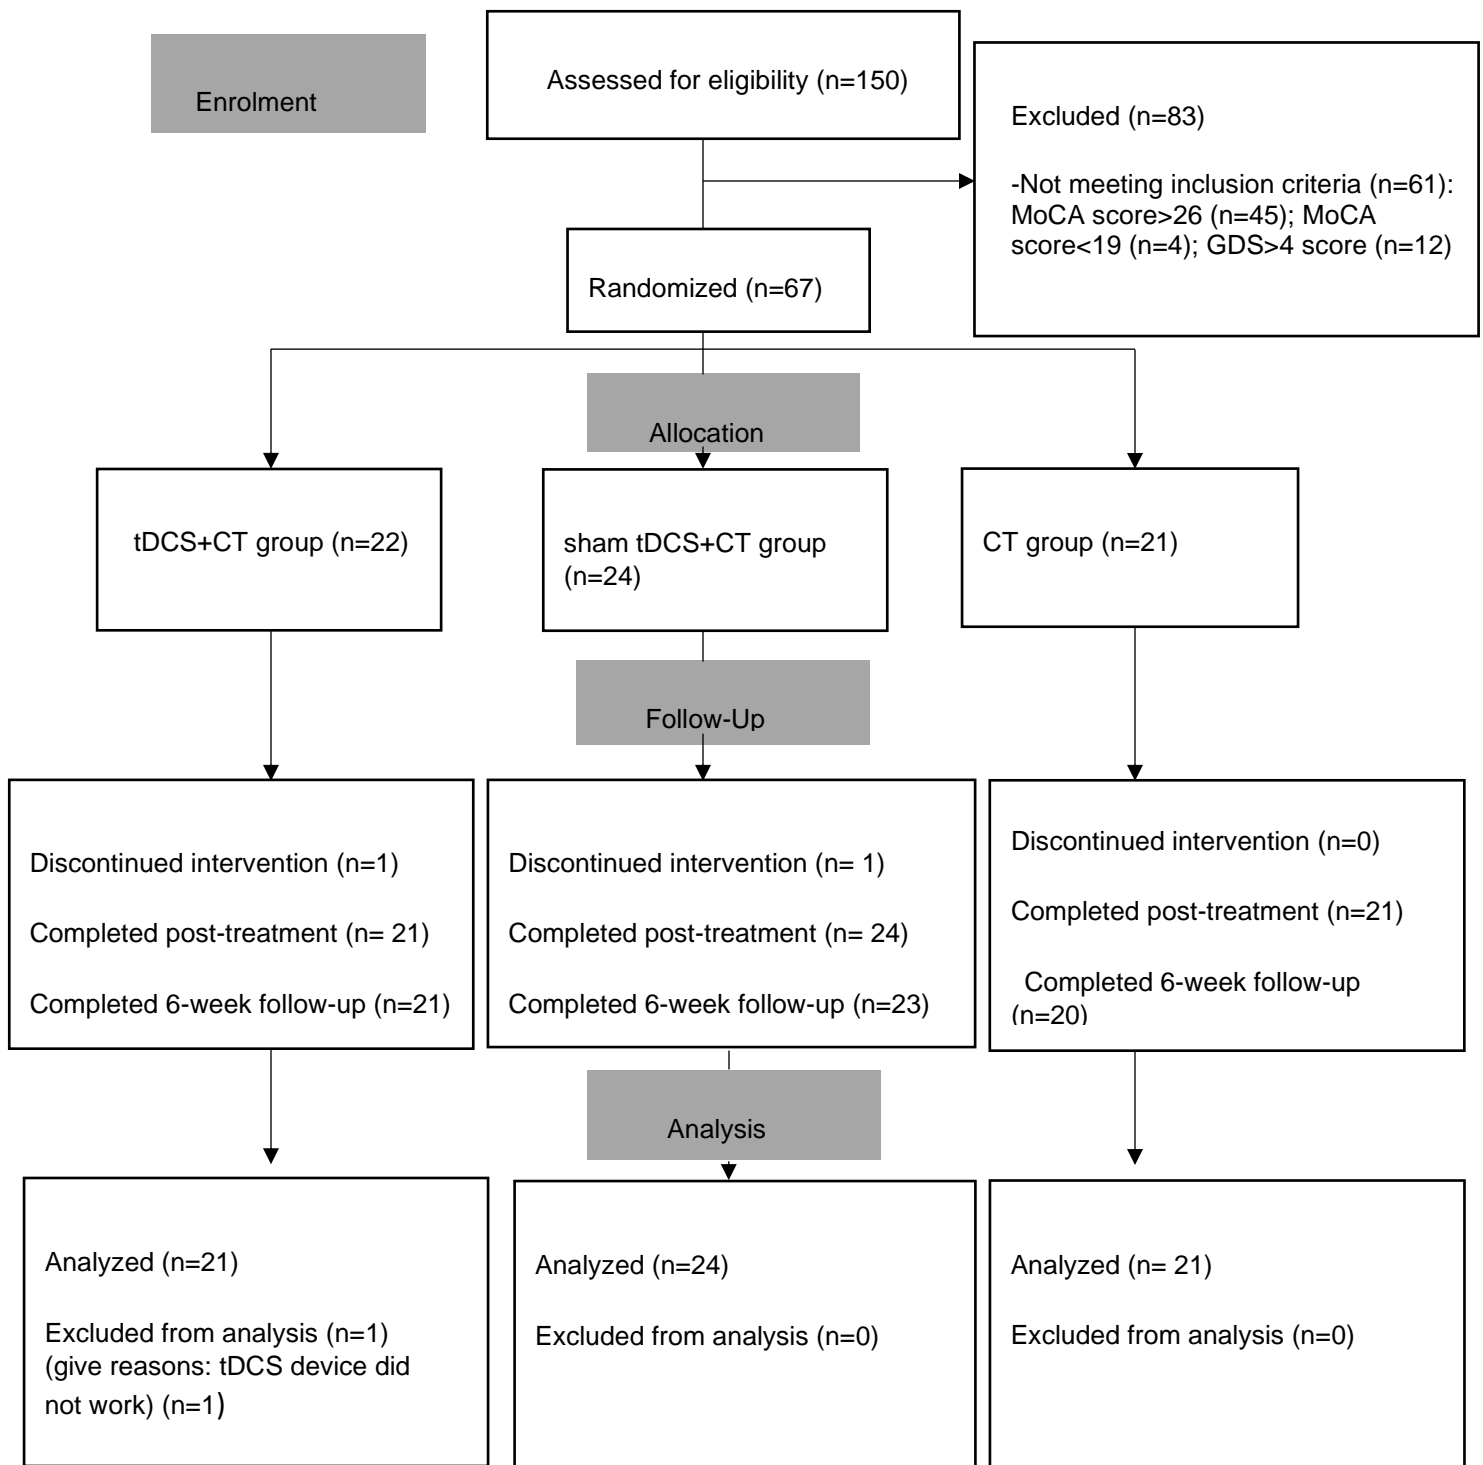 Enrolment
Assessed for eligibility (n=150)
Excluded (n=83)
-Not meeting inclusion criteria (n=61):
MoCA score>26 (n=45); MoCA
score<19 (n=4); GDS>4 score (n=12)
Randomized (n=67)
Allocation
tDCS+CT group (n=22)
sham tDCS+CT group
(n=24)
CT group (n=21)
Follow-Up
Discontinued intervention (n=1)
Completed post-treatment (n= 21)
Completed 6-week follow-up (n=21)
Discontinued intervention (n= 1)
Completed post-treatment (n= 24)
Completed 6-week follow-up (n=23)
Discontinued intervention (n=0)
Completed post-treatment (n=21)
Completed 6-week follow-up
(n=20)
Analysis
Analyzed (n=21)
Excluded from analysis (n=1)
(give reasons: tDCS device did
not work) (n=1)
Analyzed (n=24)
Excluded from analysis (n=0)
Analyzed (n= 21)
Excluded from analysis (n=0)